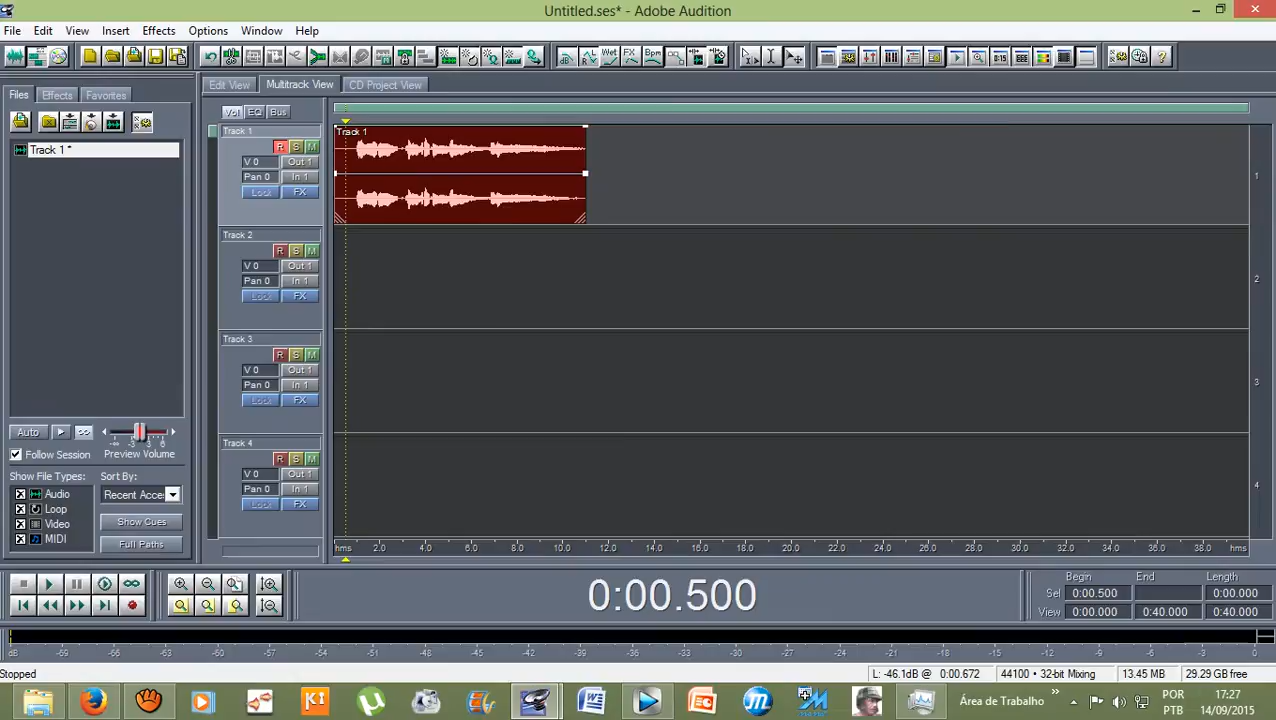 Untitled.ses* - Adobe Audition
File Edit View Insert Effects Options Window Help
Wet FX Bpm
0:15
Edit View Multitrack View CD Project View
Files Effects Favorites
Vol EQ Bus
Track 1 *
Track 1
R S M
V 0 Out 1
Pan 0 In 1
Lock FX
Track 1
1
Track 2
R S M
V 0 Out 1
Pan 0 In 1
Lock FX
2
Track 3
R S M
V 0 Out 1
Pan 0 In 1
Lock FX
3
Track 4
R S M
V 0 Out 1
Pan 0 In 1
Lock FX
4
Auto
-∞ -3 3 6
Follow Session Preview Volume
Show File Types: Sort By:
Audio Recent Acce
Loop
Video Show Cues
MIDI Full Paths
hms 2.0 4.0 6.0 8.0 10.0 12.0 14.0 16.0 18.0 20.0 22.0 24.0 26.0 28.0 30.0 32.0 34.0 36.0 38.0 hms
0:00.500
Begin End Length
Sel 0:00.500 0:00.000
View 0:00.000 0:40.000 0:40.000
dB -69 -66 -63 -60 -57 -54 -51 -48 -45 -42 -39 -36 -33 -30 -27 -24 -21 -18 -15 -12 -9 -6 -3 0
Stopped
L: -46.1dB @ 0:00.672 44100 • 32-bit Mixing 13.45 MB 29.29 GB free
Área de Trabalho
POR
PTB
17:27
14/09/2015